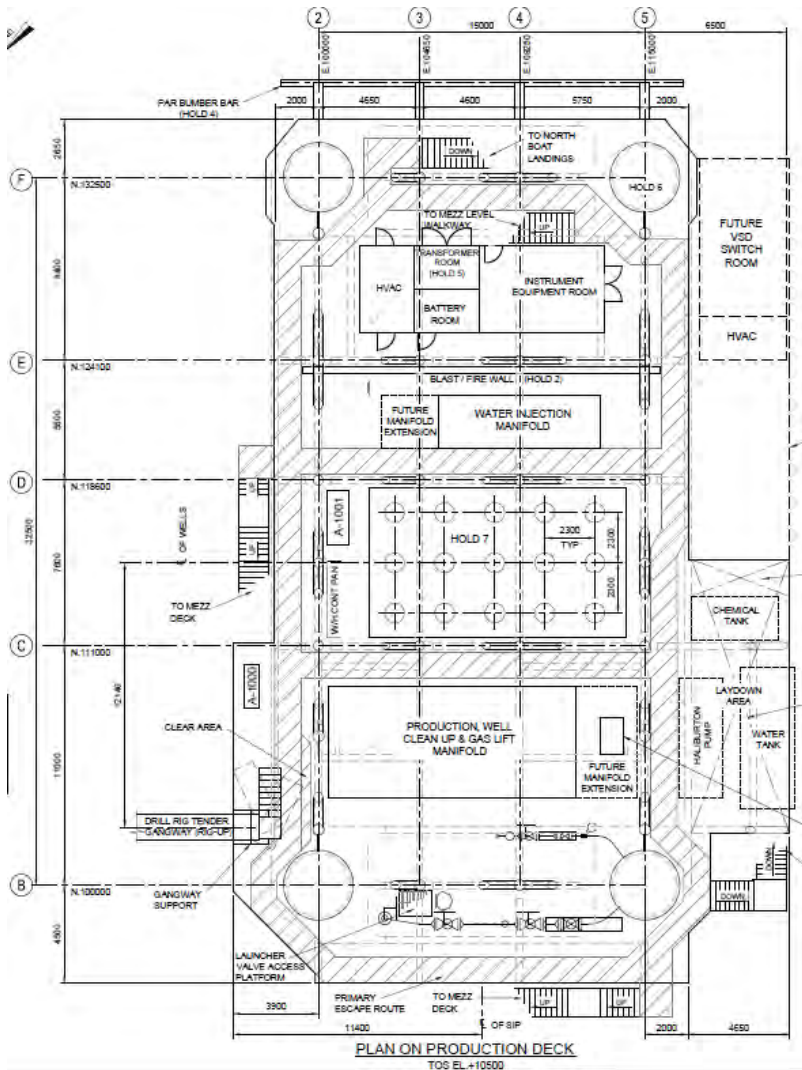 2 3 4 5
15000 6500
E.100000 E.104650 E.109250 E.115000
FAR BUMBER BAR
(HOLD 4)
2000 4650 4600 5750 2000
2650
TO NORTH
BOAT
LANDINGS
DOWN
F
N.132500
HOLD 6
TO MEZZ LEVEL
WALKWAY
UP
FUTURE
VSD
SWITCH
ROOM
TRANSFORMER
ROOM
(HOLD 5)
8400
HVAC
INSTRUMENT
EQUIPMENT ROOM
BATTERY
ROOM
HVAC
E
N.124100
BLAST / FIRE WALL (HOLD 2)
5500
FUTURE
MANIFOLD
EXTENSION
WATER INJECTION
MANIFOLD
D
N.118600
UP
32500
℄ OF WELLS
A-1001
HOLD 7
2300
TYP
2300
UP
7600
W/H CONT PAN
2300
TO MEZZ
DECK
CHEMICAL
TANK
C
N.111000
12140
A-1000
LAYDOWN
AREA
CLEAR AREA
PRODUCTION, WELL
CLEAN UP & GAS LIFT
MANIFOLD
HALIBURTON
PUMP
WATER
TANK
11000
FUTURE
MANIFOLD
EXTENSION
DRILL RIG TENDER
GANGWAY (RIG-UP)
DOWN
B
N.100000
GANGWAY
SUPPORT
DOWN
4500
LAUNCHER
VALVE ACCESS
PLATFORM
3900
PRIMARY
ESCAPE ROUTE
TO MEZZ
DECK
UP UP
℄ OF SIP
11400
2000 4650
PLAN ON PRODUCTION DECK
TOS EL.+10500